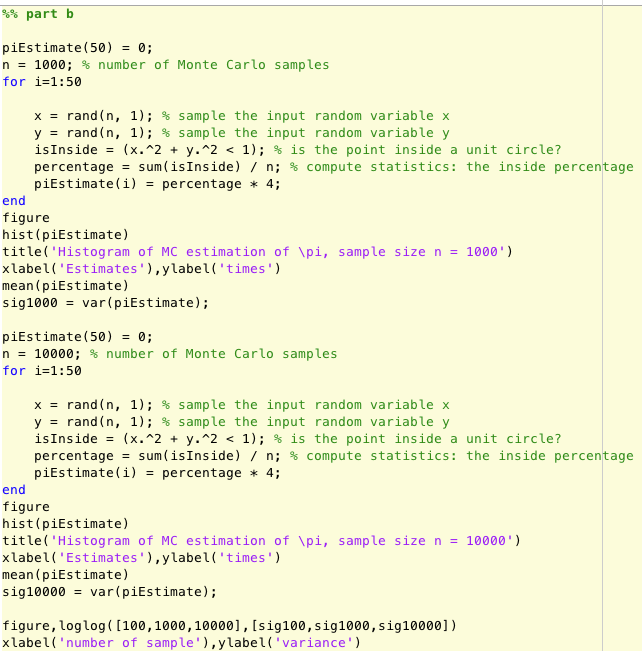 %% part b
piEstimate(50) = 0;
n = 1000; % number of Monte Carlo samples
for i=1:50
    x = rand(n, 1); % sample the input random variable x
    y = rand(n, 1); % sample the input random variable y
    isInside = (x.^2 + y.^2 < 1); % is the point inside a unit circle?
    percentage = sum(isInside) / n; % compute statistics: the inside percentage
    piEstimate(i) = percentage * 4;
end
figure
hist(piEstimate)
title('Histogram of MC estimation of \pi, sample size n = 1000')
xlabel('Estimates'),ylabel('times')
mean(piEstimate)
sig1000 = var(piEstimate);
piEstimate(50) = 0;
n = 10000; % number of Monte Carlo samples
for i=1:50
    x = rand(n, 1); % sample the input random variable x
    y = rand(n, 1); % sample the input random variable y
    isInside = (x.^2 + y.^2 < 1); % is the point inside a unit circle?
    percentage = sum(isInside) / n; % compute statistics: the inside percentage
    piEstimate(i) = percentage * 4;
end
figure
hist(piEstimate)
title('Histogram of MC estimation of \pi, sample size n = 10000')
xlabel('Estimates'),ylabel('times')
mean(piEstimate)
sig10000 = var(piEstimate);
figure,loglog([100,1000,10000],[sig100,sig1000,sig10000])
xlabel('number of sample'),ylabel('variance')